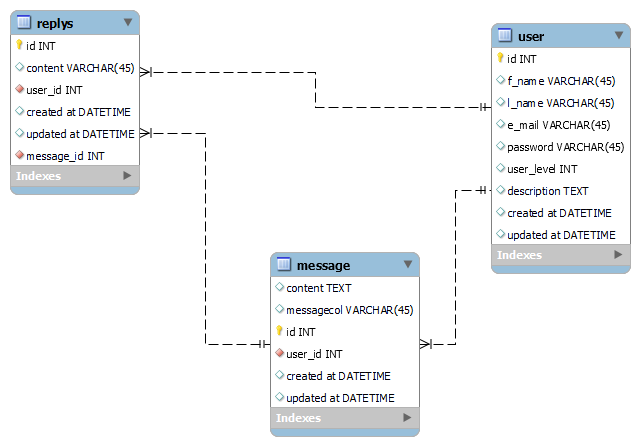 replys
id INT
content VARCHAR(45)
user_id INT
created at DATETIME
updated at DATETIME
message_id INT
Indexes
user
id INT
f_name VARCHAR(45)
l_name VARCHAR(45)
e_mail VARCHAR(45)
password VARCHAR(45)
user_level INT
description TEXT
created at DATETIME
updated at DATETIME
Indexes
message
content TEXT
messagecol VARCHAR(45)
id INT
user_id INT
created at DATETIME
updated at DATETIME
Indexes